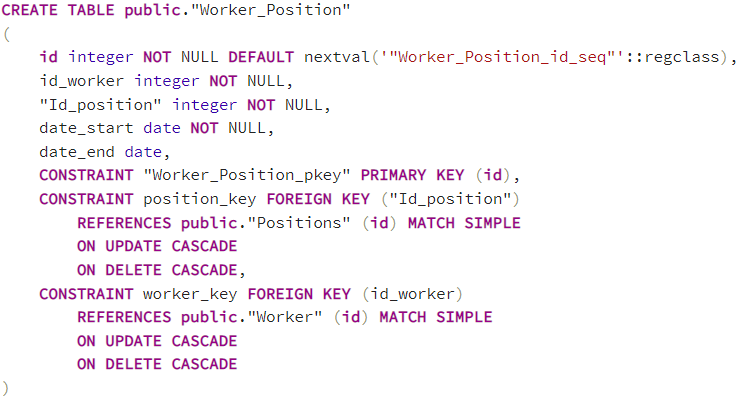 CREATE TABLE public."Worker_Position"
(
    id integer NOT NULL DEFAULT nextval('"Worker_Position_id_seq"'::regclass),
    id_worker integer NOT NULL,
    "Id_position" integer NOT NULL,
    date_start date NOT NULL,
    date_end date,
    CONSTRAINT "Worker_Position_pkey" PRIMARY KEY (id),
    CONSTRAINT position_key FOREIGN KEY ("Id_position")
        REFERENCES public."Positions" (id) MATCH SIMPLE
        ON UPDATE CASCADE
        ON DELETE CASCADE,
    CONSTRAINT worker_key FOREIGN KEY (id_worker)
        REFERENCES public."Worker" (id) MATCH SIMPLE
        ON UPDATE CASCADE
        ON DELETE CASCADE
)